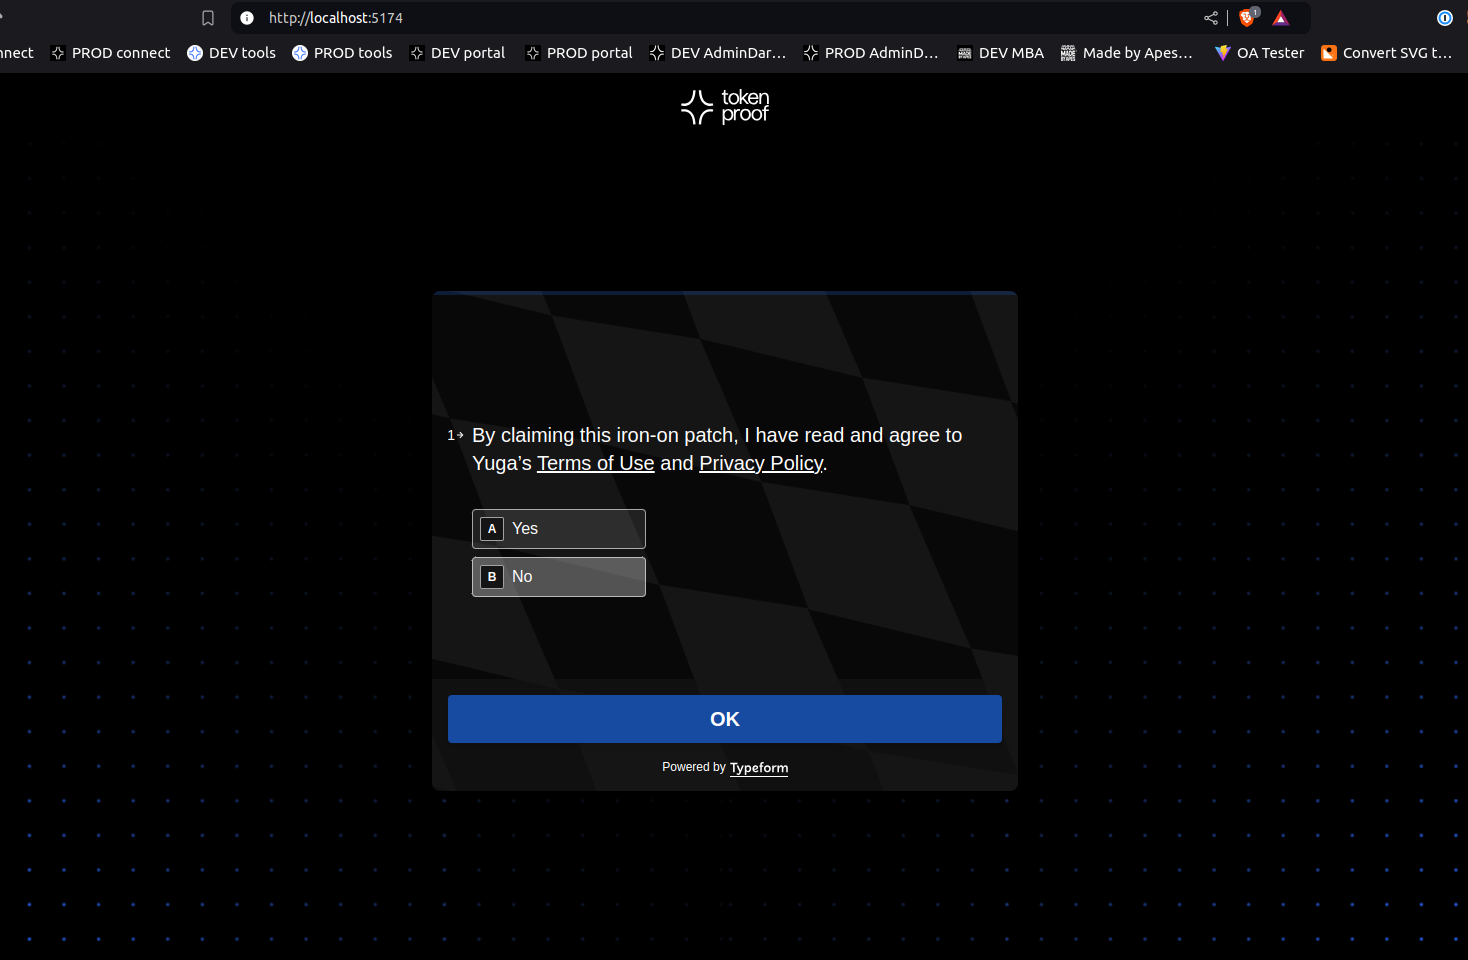 http://localhost:5174
1
nnect PROD connect DEV tools PROD tools DEV portal PROD portal DEV AdminDar... PROD AdminD... DEV MBA Made by Apes... OA Tester Convert SVG t...
token
proof
1 By claiming this iron-on patch, I have read and agree to
Yuga’s Terms of Use and Privacy Policy.
A Yes
B No
OK
Powered by Typeform